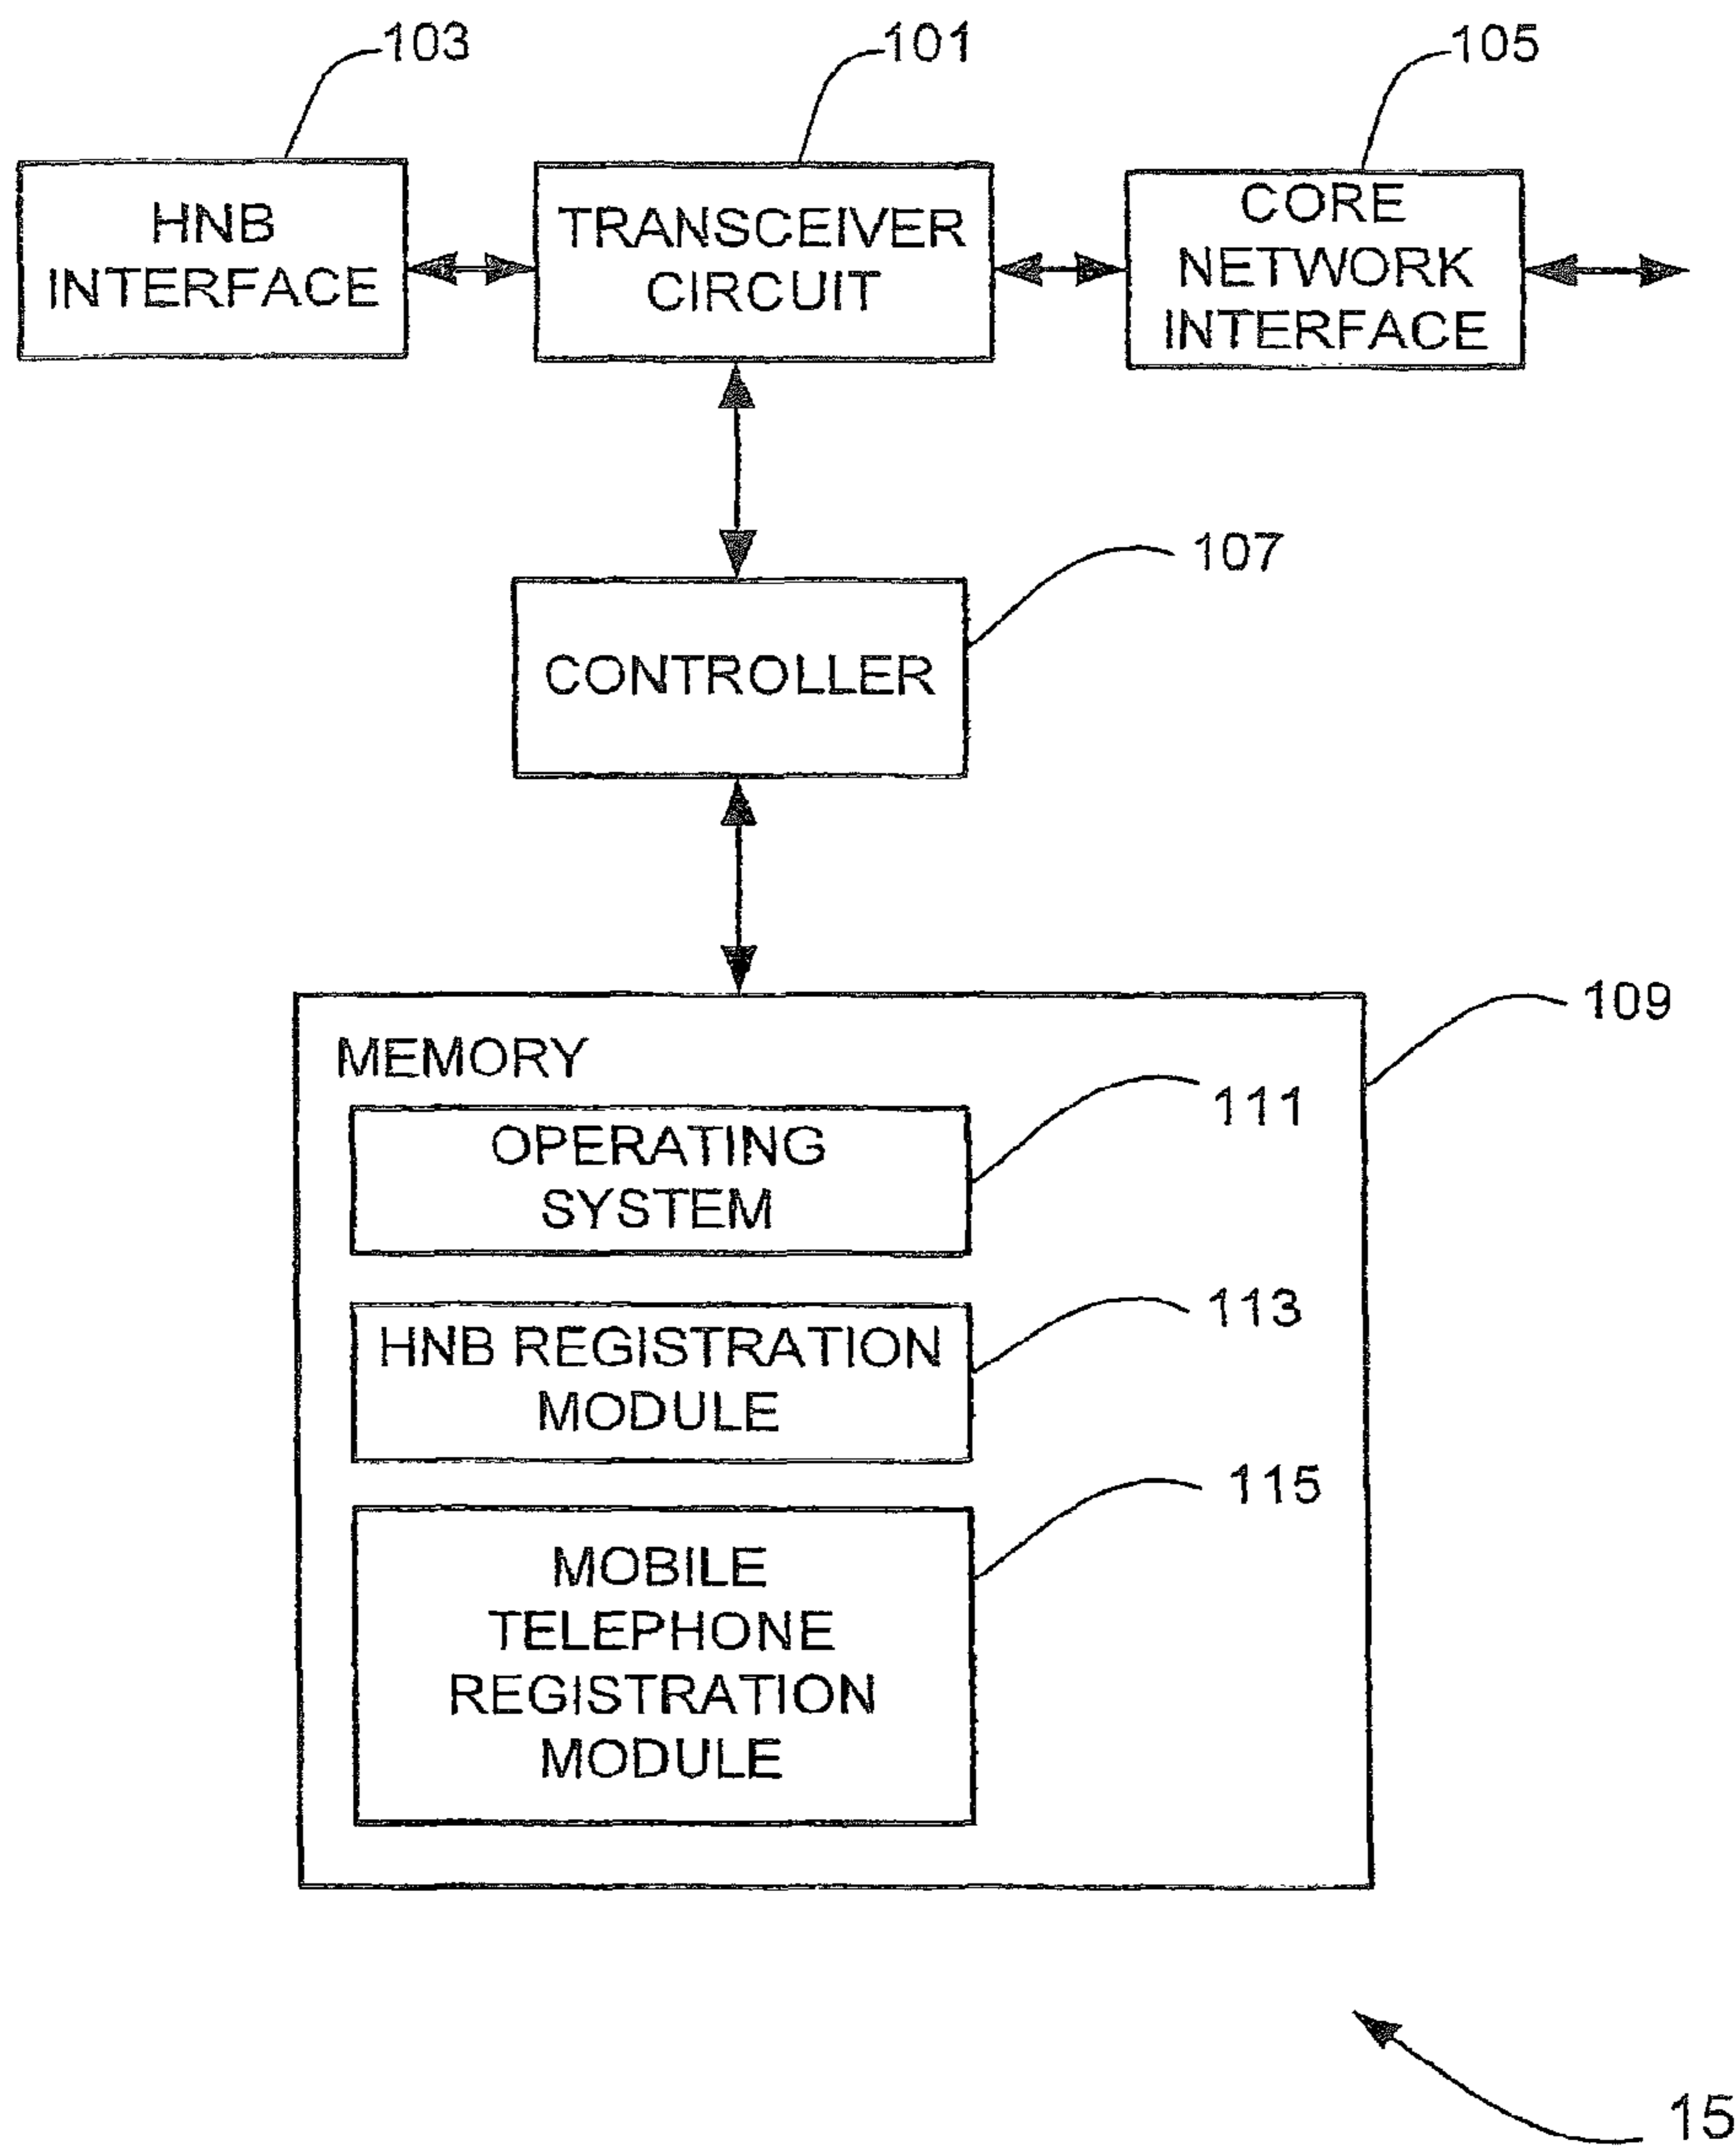 103
101
105
HNB
INTERFACE
TRANSCEIVER
CIRCUIT
CORE
NETWORK
INTERFACE
107
CONTROLLER
109
MEMORY
111
OPERATING
SYSTEM
113
HNB REGISTRATION
MODULE
115
MOBILE
TELEPHONE
REGISTRATION
MODULE
15